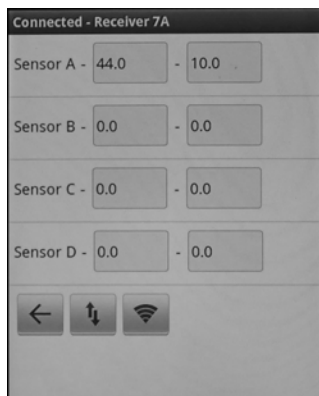 Connected - Receiver 7A
Sensor A - 44.0 - 10.0
Sensor B - 0.0 - 0.0
Sensor C - 0.0 - 0.0
Sensor D - 0.0 - 0.0